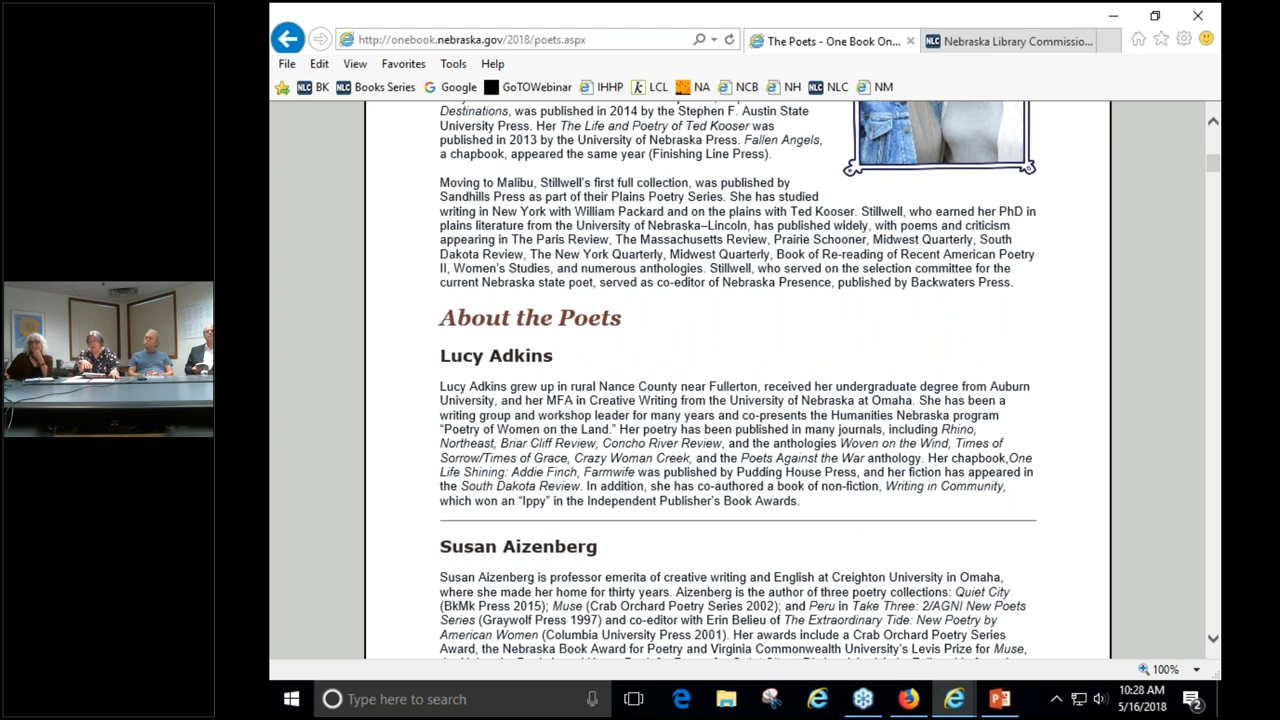 http://onebook.nebraska.gov/2018/poets.aspx
The Poets - One Book On...
NLC Nebraska Library Commissio...
File Edit View Favorites Tools Help
NLC BK NLC Books Series Google GoTOWebinar IHHP LCL NA NCB NH NLC NLC NM
Destinations, was published in 2014 by the Stephen F. Austin State
University Press. Her The Life and Poetry of Ted Kooser was
published in 2013 by the University of Nebraska Press. Fallen Angels,
a chapbook, appeared the same year (Finishing Line Press).
Moving to Malibu, Stillwell's first full collection, was published by
Sandhills Press as part of their Plains Poetry Series. She has studied
writing in New York with William Packard and on the plains with Ted Kooser. Stillwell, who earned her PhD in
plains literature from the University of Nebraska–Lincoln, has published widely, with poems and criticism
appearing in The Paris Review, The Massachusetts Review, Prairie Schooner, Midwest Quarterly, South
Dakota Review, The New York Quarterly, Midwest Quarterly, Book of Re-reading of Recent American Poetry
II, Women's Studies, and numerous anthologies. Stillwell, who served on the selection committee for the
current Nebraska state poet, served as co-editor of Nebraska Presence, published by Backwaters Press.
About the Poets
Lucy Adkins
Lucy Adkins grew up in rural Nance County near Fullerton, received her undergraduate degree from Auburn
University, and her MFA in Creative Writing from the University of Nebraska at Omaha. She has been a
writing group and workshop leader for many years and co-presents the Humanities Nebraska program
“Poetry of Women on the Land.” Her poetry has been published in many journals, including Rhino,
Northeast, Briar Cliff Review, Concho River Review, and the anthologies Woven on the Wind, Times of
Sorrow/Times of Grace, Crazy Woman Creek, and the Poets Against the War anthology. Her chapbook,One
Life Shining: Addie Finch, Farmwife was published by Pudding House Press, and her fiction has appeared in
the South Dakota Review. In addition, she has co-authored a book of non-fiction, Writing in Community,
which won an “Ippy” in the Independent Publisher's Book Awards.
Susan Aizenberg
Susan Aizenberg is professor emerita of creative writing and English at Creighton University in Omaha,
where she made her home for thirty years. Aizenberg is the author of three poetry collections: Quiet City
(BkMk Press 2015); Muse (Crab Orchard Poetry Series 2002); and Peru in Take Three: 2/AGNI New Poets
Series (Graywolf Press 1997) and co-editor with Erin Belieu of The Extraordinary Tide: New Poetry by
American Women (Columbia University Press 2001). Her awards include a Crab Orchard Poetry Series
Award, the Nebraska Book Award for Poetry and Virginia Commonwealth University's Levis Prize for Muse,
100%
Type here to search
10:28 AM
5/16/2018
2